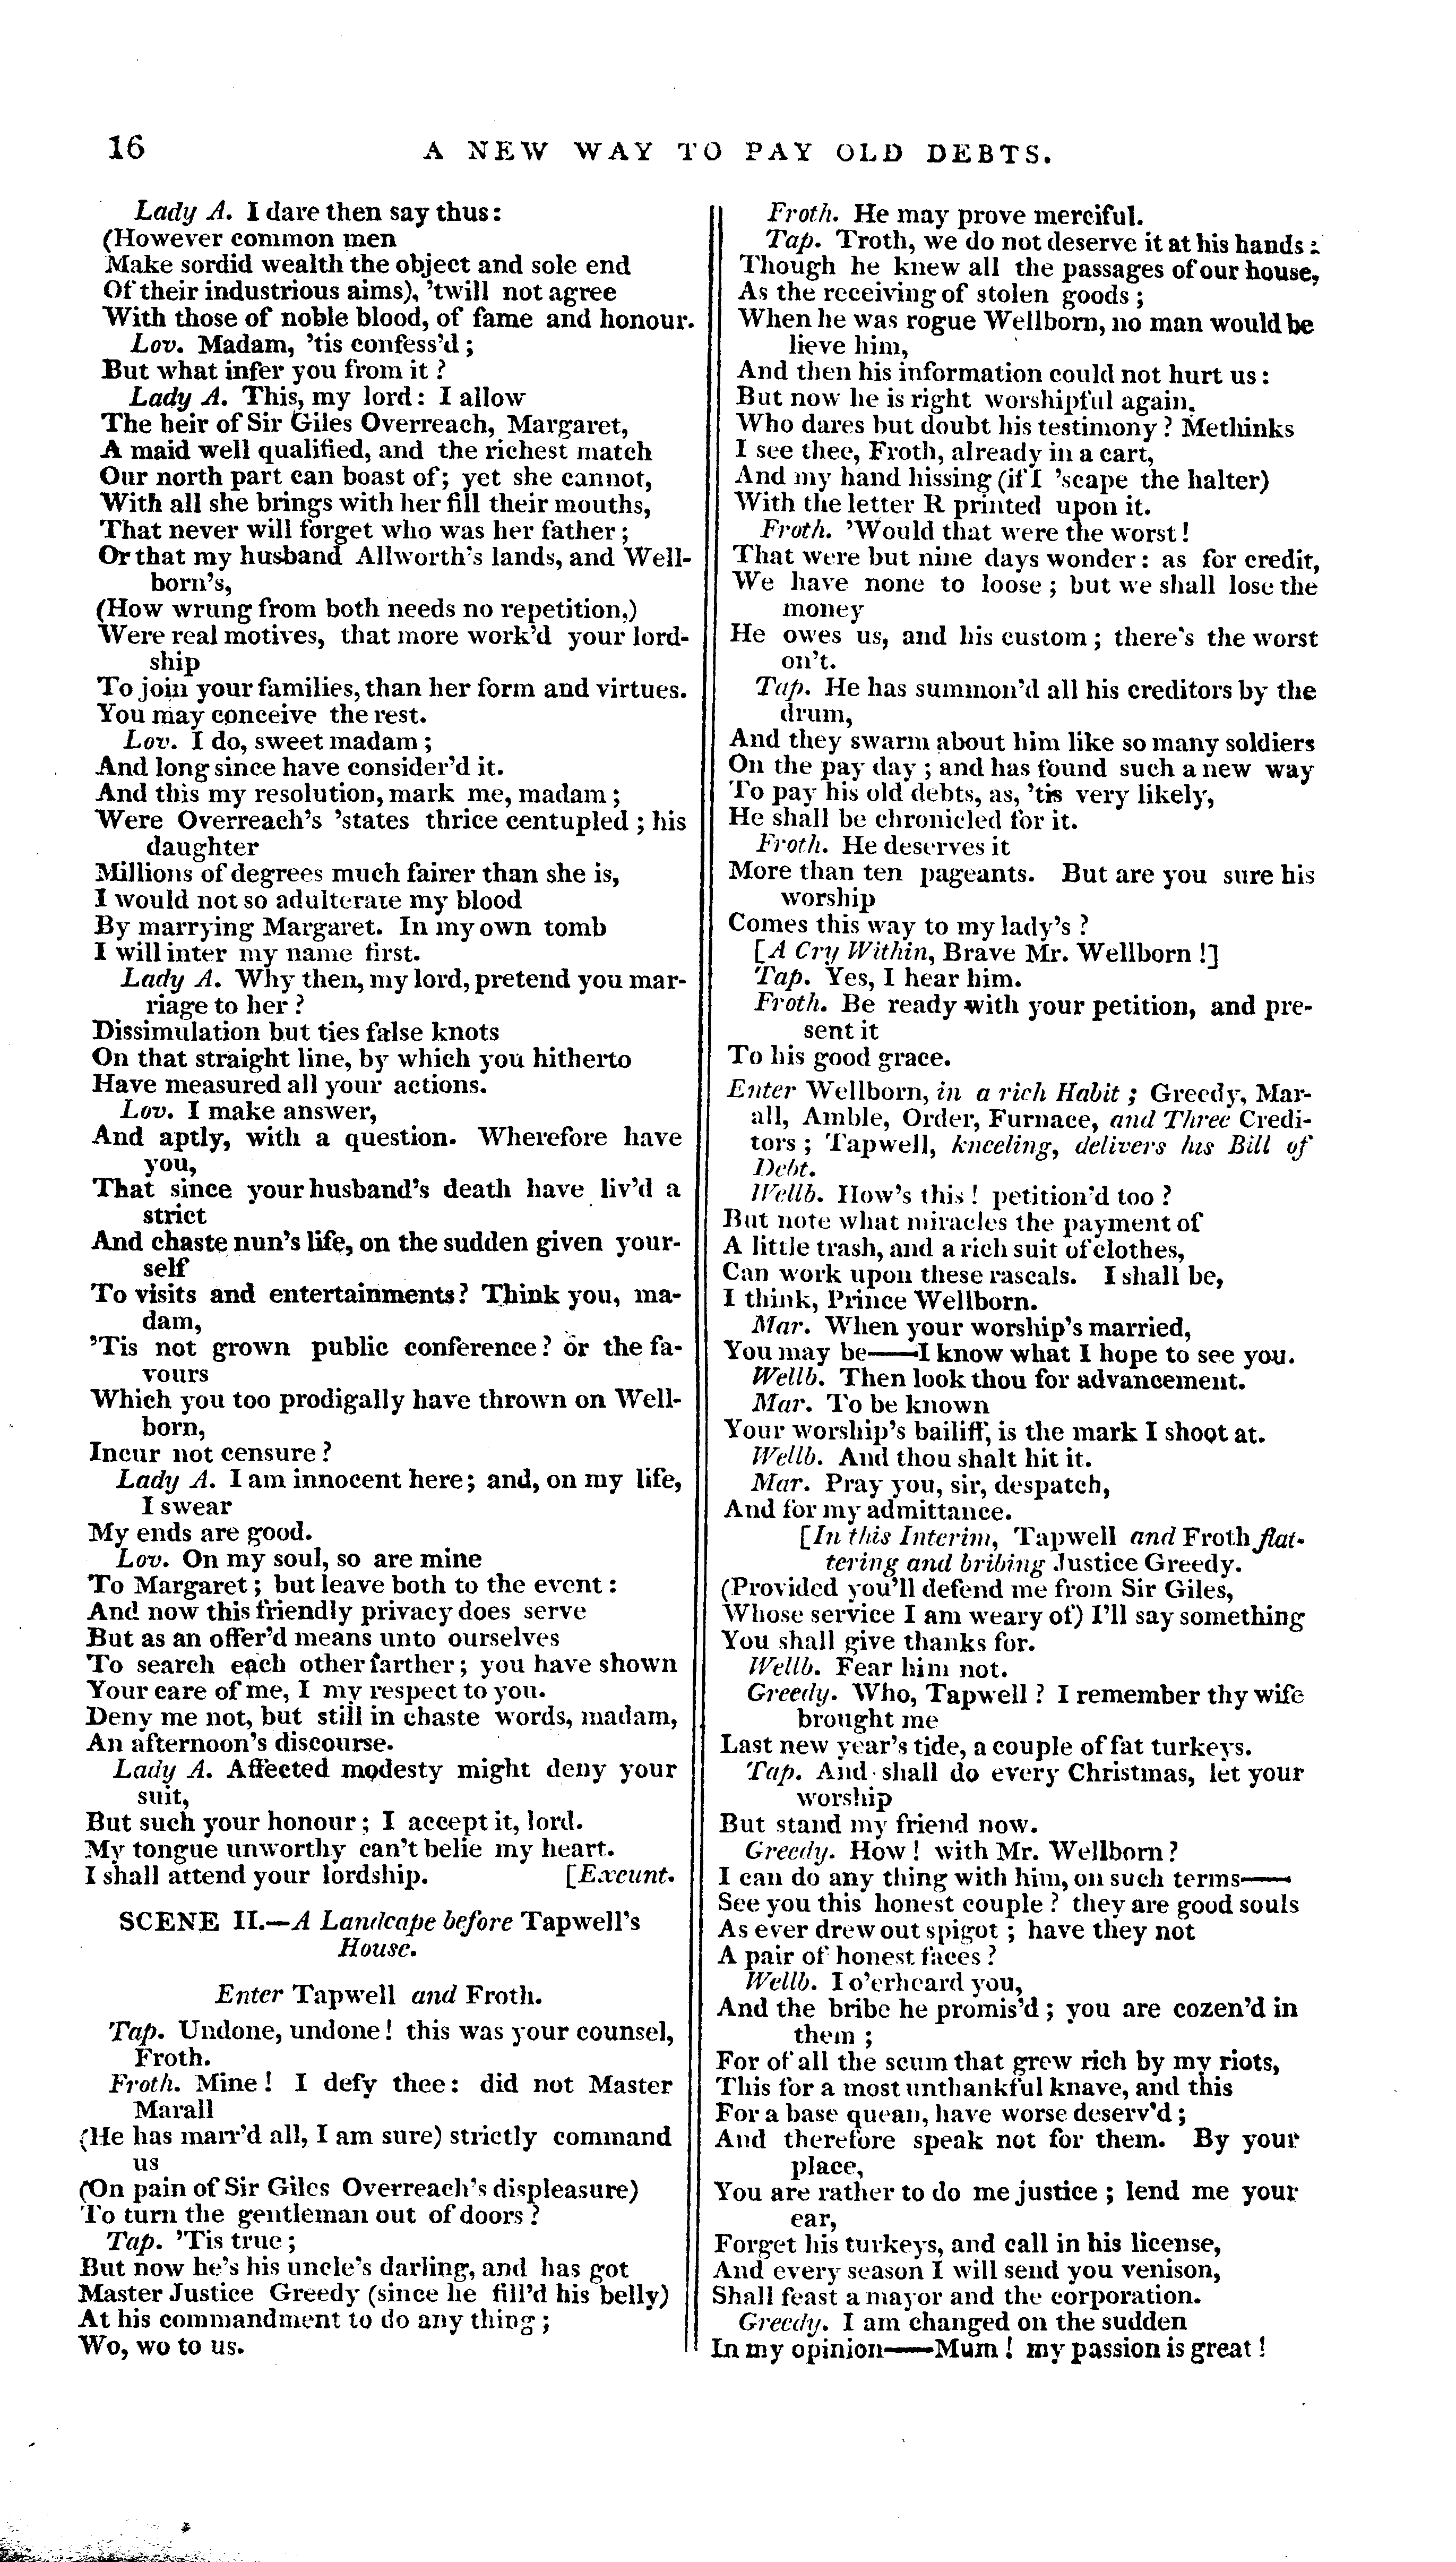 16
A NEW WAY TO PAY OLD DEBTS.
Lady A. I dare then say thus:
(However common men
Make sordid wealth the object and sole end
Of their industrious aims), 'twill not agree
With those of noble blood, of fame and honour.
Lov. Madam, 'tis confess'd;
But what infer you from it?
Lady A. This, my lord: I allow
The heir of Sir Giles Overreach, Margaret,
A maid well qualified, and the richest match
Our north part can boast of; yet she cannot,
With all she brings with her fill their mouths,
That never will forget who was her father;
Or that my husband Allworth's lands, and Well-
born's,
(How wrung from both needs no repetition,)
Were real motives, that more work'd your lord-
ship
To join your families, than her form and virtues.
You may conceive the rest.
Lov. I do, sweet madam;
And long since have consider'd it.
And this my resolution, mark me, madam;
Were Overreach's 'states thrice centupled; his
daughter
Millions of degrees much fairer than she is,
I would not so adulterate my blood
By marrying Margaret. In my own tomb
I will inter my name first.
Lady A. Why then, my lord, pretend you mar-
riage to her?
Dissimulation but ties false knots
On that straight line, by which you hitherto
Have measured all your actions.
Lov. I make answer,
And aptly, with a question. Wherefore have
you,
That since your husband's death have liv'd a
strict
And chaste nun's life, on the sudden given your-
self
To visits and entertainments? Think you, ma-
dam,
'Tis not grown public conference? or the fa-
vours
Which you too prodigally have thrown on Well-
born,
Incur not censure?
Lady A. I am innocent here; and, on my life,
I swear
My ends are good.
Lov. On my soul, so are mine
To Margaret; but leave both to the event:
And now this friendly privacy does serve
But as an offer'd means unto ourselves
To search each other farther; you have shown
Your care of me, I my respect to you.
Deny me not, but still in chaste words, madam,
An afternoon's discourse.
Lady A. Affected modesty might deny your
suit,
But such your honour; I accept it, lord.
My tongue unworthy can't belie my heart.
I shall attend your lordship. [Exeunt.
SCENE II.—A Landcape before Tapwell's
House.
Enter Tapwell and Froth.
Tap. Undone, undone! this was your counsel,
Froth.
Froth. Mine! I defy thee: did not Master
Marall
(He has marr'd all, I am sure) strictly command
us
(On pain of Sir Giles Overreach's displeasure)
To turn the gentleman out of doors?
Tap. 'Tis true;
But now he's his uncle's darling, and has got
Master Justice Greedy (since he fill'd his belly)
At his commandment to do any thing;
Wo, wo to us.
Froth. He may prove merciful.
Tap. Troth, we do not deserve it at his hands:
Though he knew all the passages of our house,
As the receiving of stolen goods;
When he was rogue Wellborn, no man would be
lieve him,
And then his information could not hurt us:
But now he is right worshipful again,
Who dares but doubt his testimony? Methinks
I see thee, Froth, already in a cart,
And my hand hissing (if I 'scape the halter)
With the letter R printed upon it.
Froth. 'Would that were the worst!
That were but nine days wonder: as for credit,
We have none to loose; but we shall lose the
money
He owes us, and his custom; there's the worst
on't.
Tap. He has summon'd all his creditors by the
drum,
And they swarm about him like so many soldiers
On the pay day; and has found such a new way
To pay his old debts, as, 'tis very likely,
He shall be chronicled for it.
Froth. He deserves it
More than ten pageants. But are you sure his
worship
Comes this way to my lady's?
[A Cry Within, Brave Mr. Wellborn!]
Tap. Yes, I hear him.
Froth. Be ready with your petition, and pre-
sent it
To his good grace.
Enter Wellborn, in a rich Habit; Greedy, Mar-
all, Amble, Order, Furnace, and Three Credi-
tors; Tapwell, kneeling, delivers his Bill of
Debt.
Wellb. How's this! petition'd too?
But note what miracles the payment of
A little trash, and a rich suit of clothes,
Can work upon these rascals. I shall be,
I think, Prince Wellborn.
Mar. When your worship's married,
You may be——I know what I hope to see you.
Wellb. Then look thou for advancement.
Mar. To be known
Your worship's bailiff, is the mark I shoot at.
Wellb. And thou shalt hit it.
Mar. Pray you, sir, despatch,
And for my admittance.
[In this Interim, Tapwell and Froth flat-
tering and bribing Justice Greedy.
(Provided you'll defend me from Sir Giles,
Whose service I am weary of) I'll say something
You shall give thanks for.
Wellb. Fear him not.
Greedy. Who, Tapwell? I remember thy wife
brought me
Last new year's tide, a couple of fat turkeys.
Tap. And shall do every Christmas, let your
worship
But stand my friend now.
Greedy. How! with Mr. Wellborn?
I can do any thing with him, on such terms——
See you this honest couple? they are good souls
As ever drew out spigot; have they not
A pair of honest faces?
Wellb. I o'erheard you,
And the bribe he promis'd; you are cozen'd in
them;
For of all the scum that grew rich by my riots,
This for a most unthankful knave, and this
For a base quean, have worse deserv'd;
And therefore speak not for them. By your
place,
You are rather to do me justice; lend me your
ear,
Forget his turkeys, and call in his license,
And every season I will send you venison,
Shall feast a mayor and the corporation.
Greedy. I am changed on the sudden
In my opinion——Mum! my passion is great!